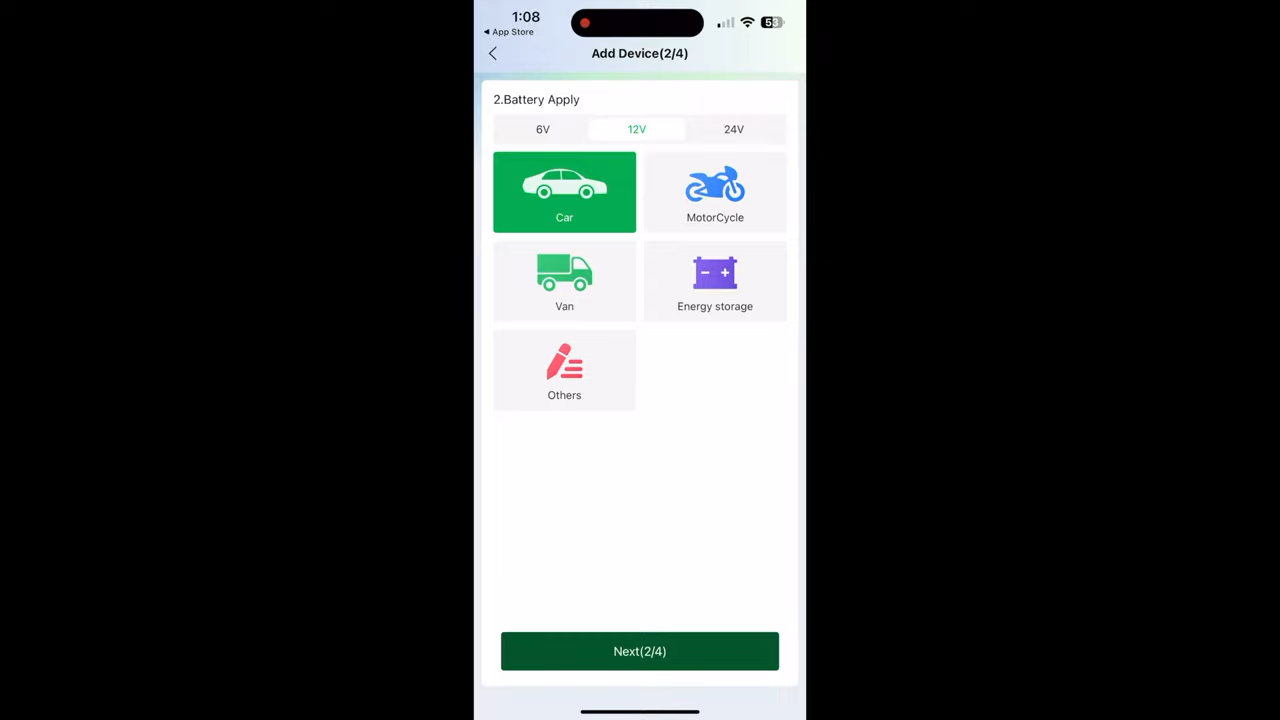 1:08
53
◀ App Store
Add Device(2/4)
2.Battery Apply
6V 12V 24V
Car MotorCycle
Van Energy storage
Others
Next(2/4)